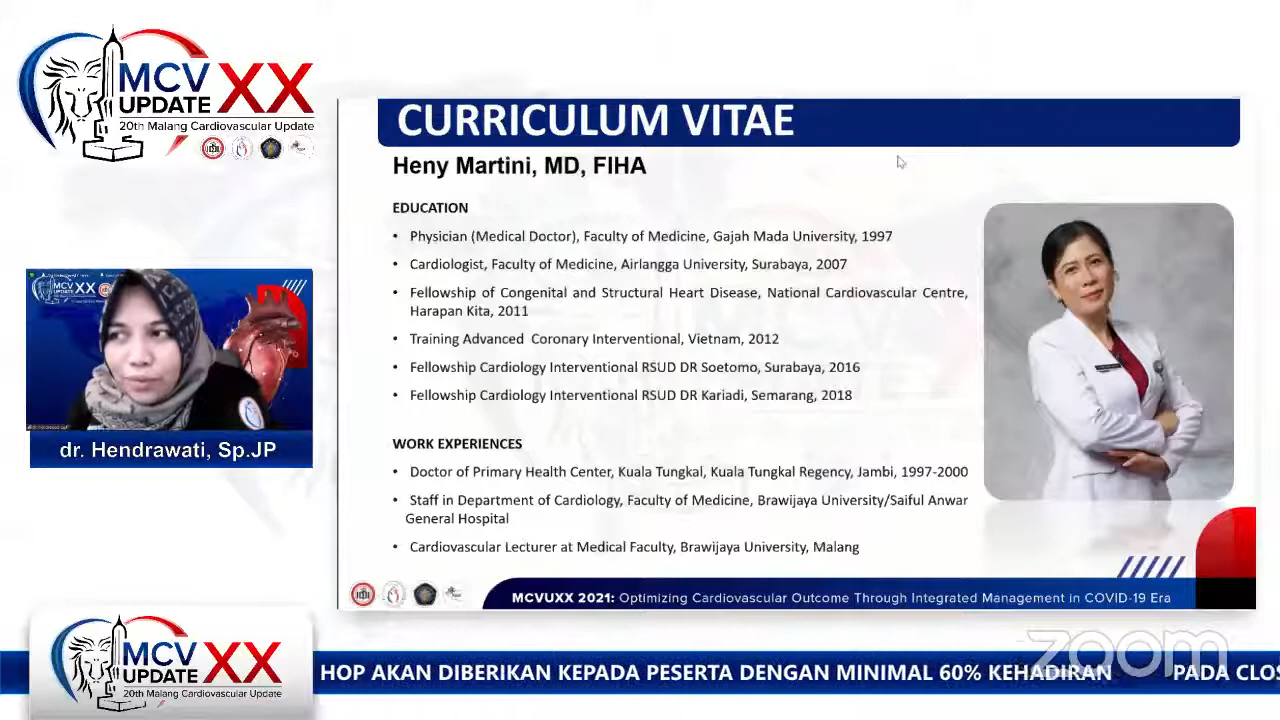 MCV XX
UPDATE
20th Malang Cardiovascular Update
CURRICULUM VITAE
Heny Martini, MD, FIHA
EDUCATION
• Physician (Medical Doctor), Faculty of Medicine, Gajah Mada University, 1997
• Cardiologist, Faculty of Medicine, Airlangga University, Surabaya, 2007
• Fellowship of Congenital and Structural Heart Disease, National Cardiovascular Centre,
Harapan Kita, 2011
• Training Advanced Coronary Interventional, Vietnam, 2012
• Fellowship Cardiology Interventional RSUD DR Soetomo, Surabaya, 2016
• Fellowship Cardiology Interventional RSUD DR Kariadi, Semarang, 2018
WORK EXPERIENCES
• Doctor of Primary Health Center, Kuala Tungkal, Kuala Tungkal Regency, Jambi, 1997-2000
• Staff in Department of Cardiology, Faculty of Medicine, Brawijaya University/Saiful Anwar
General Hospital
• Cardiovascular Lecturer at Medical Faculty, Brawijaya University, Malang
MCVUXX 2021: Optimizing Cardiovascular Outcome Through Integrated Management in COVID-19 Era
MCV
UPDATE XX
dr. Hendrawati, Sp.JP
zoom
MCV XX
UPDATE
20th Malang Cardiovascular Update
HOP AKAN DIBERIKAN KEPADA PESERTA DENGAN MINIMAL 60% KEHADIRAN PADA CLOS